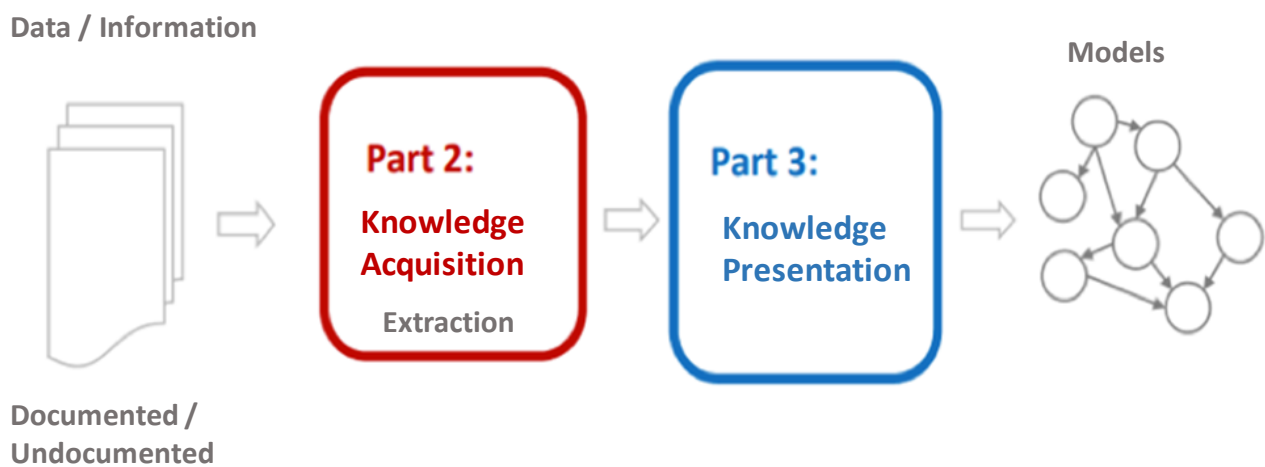 Data / Information
Models
Part 2:
Knowledge
Acquisition
Extraction
Part 3:
Knowledge
Presentation
Documented /
Undocumented